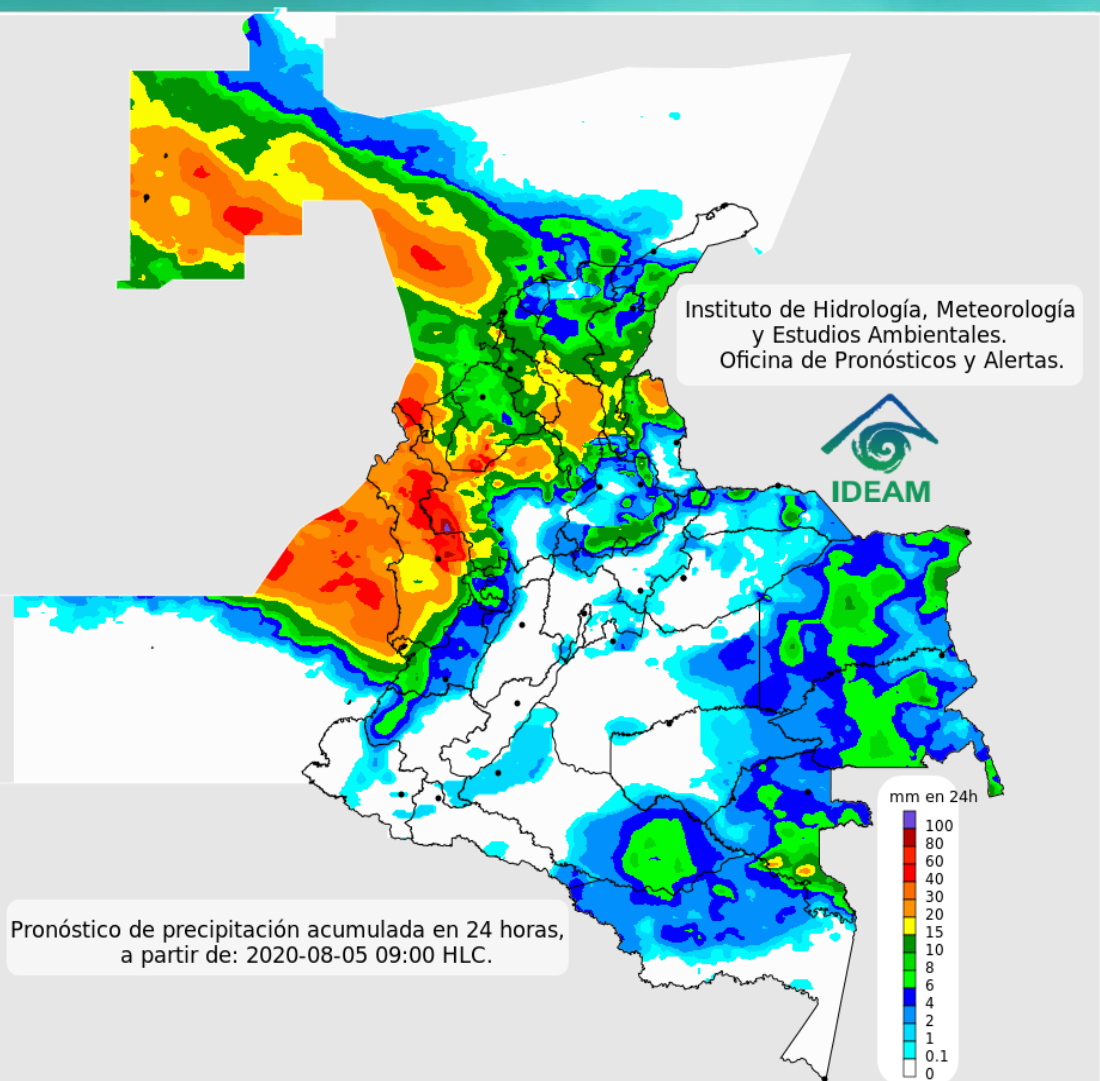 Instituto de Hidrología, Meteorología
y Estudios Ambientales.
Oficina de Pronósticos y Alertas.
IDEAM
mm en 24h
100
80
60
40
30
20
15
10
8
6
4
2
1
0.1
0
Pronóstico de precipitación acumulada en 24 horas,
a partir de: 2020-08-05 09:00 HLC.